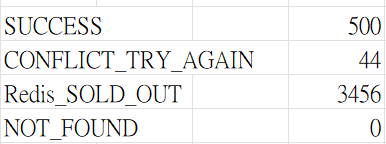 SUCCESS 500
CONFLICT_TRY_AGAIN 44
Redis_SOLD_OUT 3456
NOT_FOUND 0